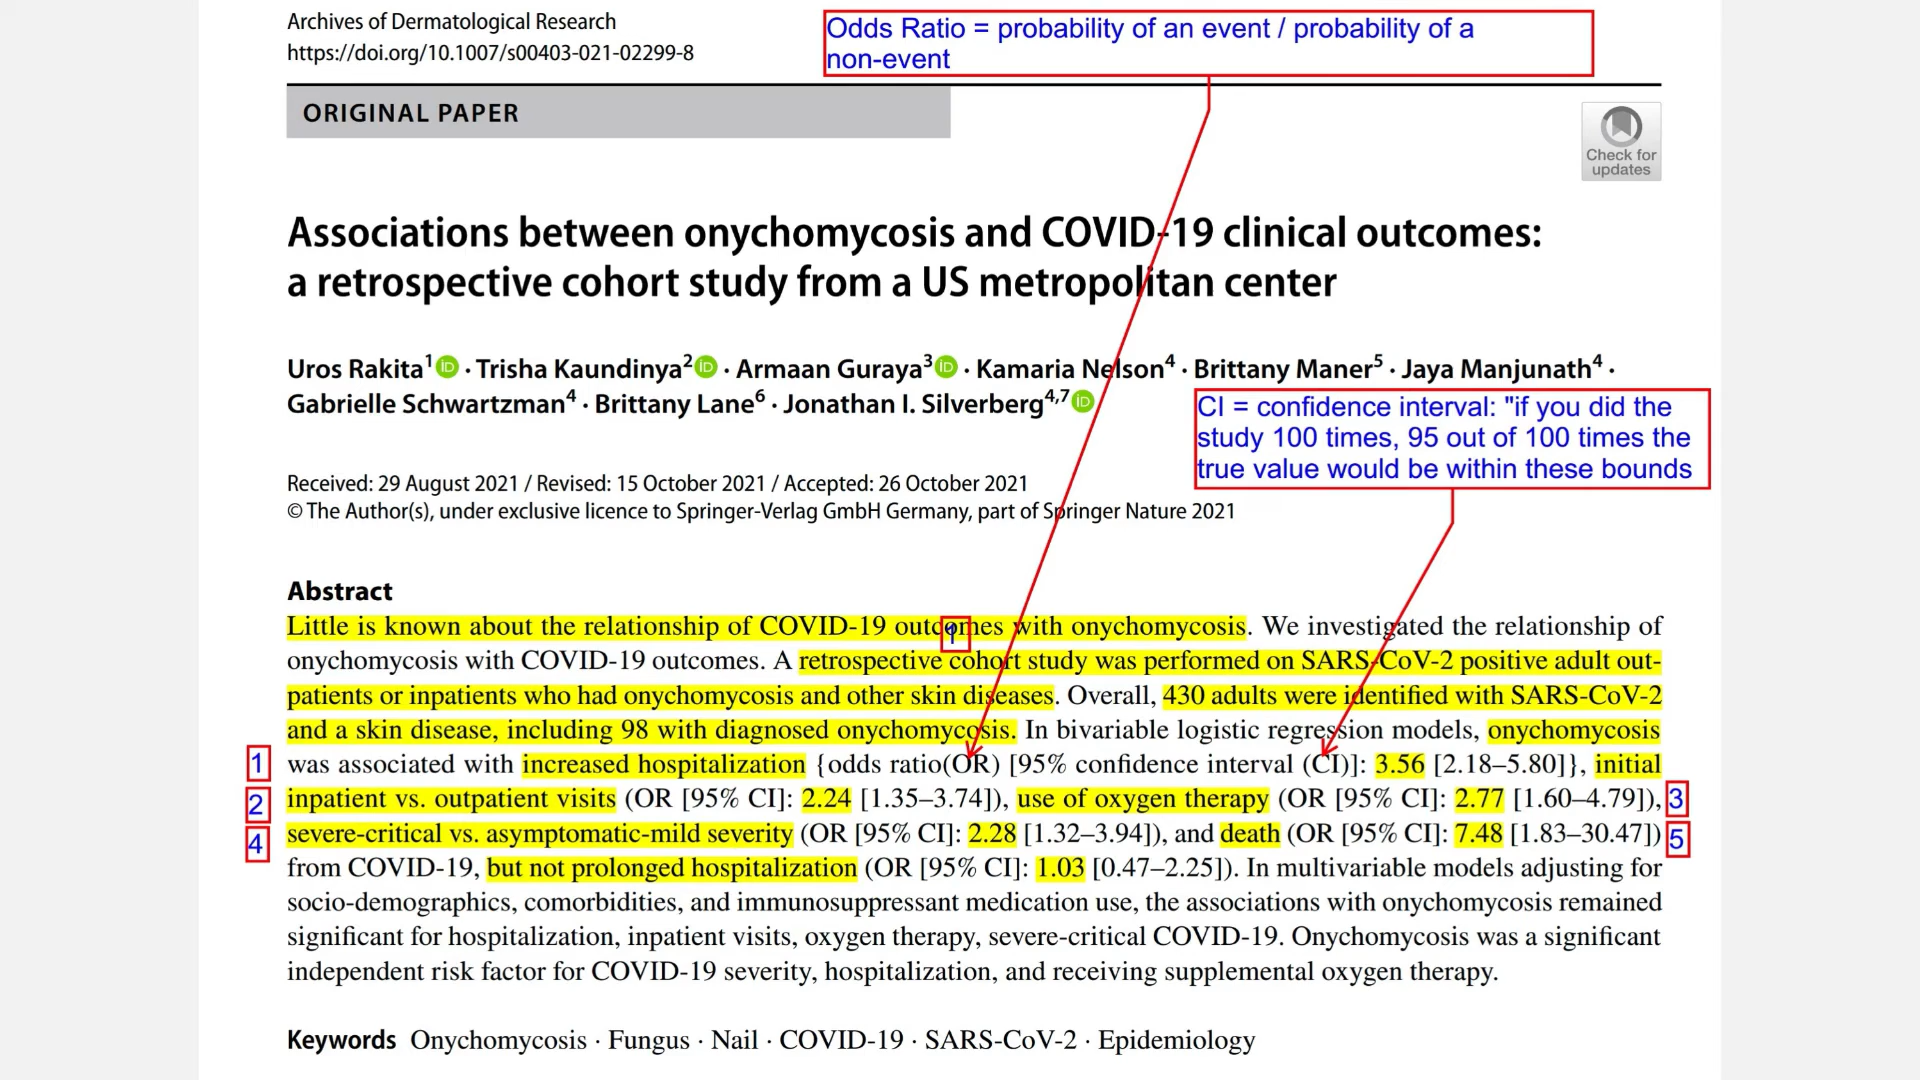 Archives of Dermatological Research
https://doi.org/10.1007/s00403-021-02299-8
Odds Ratio = probability of an event / probability of a
non-event
ORIGINAL PAPER
Check for
updates
Associations between onychomycosis and COVID-19 clinical outcomes:
a retrospective cohort study from a US metropolitan center
Uros Rakita1 iD · Trisha Kaundinya2 iD · Armaan Guraya3 iD · Kamaria Nelson4 · Brittany Maner5 · Jaya Manjunath4 ·
Gabrielle Schwartzman4 · Brittany Lane6 · Jonathan I. Silverberg4,7 iD
CI = confidence interval: "if you did the
study 100 times, 95 out of 100 times the
true value would be within these bounds
Received: 29 August 2021 / Revised: 15 October 2021 / Accepted: 26 October 2021
© The Author(s), under exclusive licence to Springer-Verlag GmbH Germany, part of Springer Nature 2021
Abstract
Little is known about the relationship of COVID-19 outcomes with onychomycosis. We investigated the relationship of
1
onychomycosis with COVID-19 outcomes. A retrospective cohort study was performed on SARS-CoV-2 positive adult out-
patients or inpatients who had onychomycosis and other skin diseases. Overall, 430 adults were identified with SARS-CoV-2
and a skin disease, including 98 with diagnosed onychomycosis. In bivariable logistic regression models, onychomycosis
1 was associated with increased hospitalization {odds ratio(OR) [95% confidence interval (CI)]: 3.56 [2.18–5.80]}, initial
2 inpatient vs. outpatient visits (OR [95% CI: 2.24 [1.35–3.74]), use of oxygen therapy (OR [95% CI: 2.77 [1.60–4.79]), 3
4 severe-critical vs. asymptomatic-mild severity (OR [95% CI: 2.28 [1.32–3.94]), and death (OR [95% CI: 7.48 [1.83–30.47]) 5
from COVID-19, but not prolonged hospitalization (OR [95% CI]: 1.03 [0.47–2.25]). In multivariable models adjusting for
socio-demographics, comorbidities, and immunosuppressant medication use, the associations with onychomycosis remained
significant for hospitalization, inpatient visits, oxygen therapy, severe-critical COVID-19. Onychomycosis was a significant
independent risk factor for COVID-19 severity, hospitalization, and receiving supplemental oxygen therapy.
Keywords Onychomycosis · Fungus · Nail · COVID-19 · SARS-CoV-2 · Epidemiology